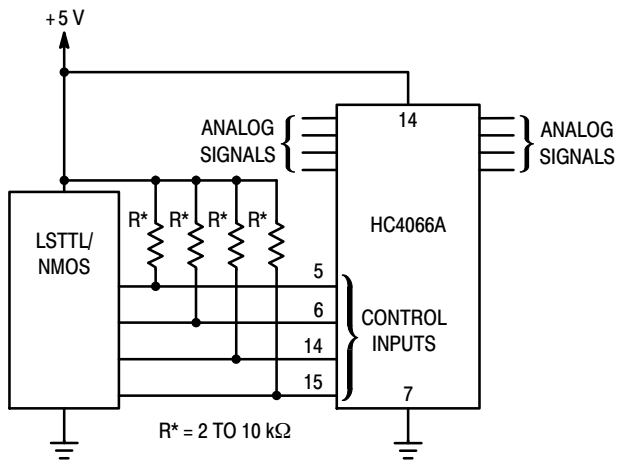 +5 V
14
ANALOG
SIGNALS
ANALOG
SIGNALS
HC4066A
LSTTL/
NMOS
R* R* R* R*
5
6
14
15
CONTROL
INPUTS
7
R* = 2 TO 10 kΩ